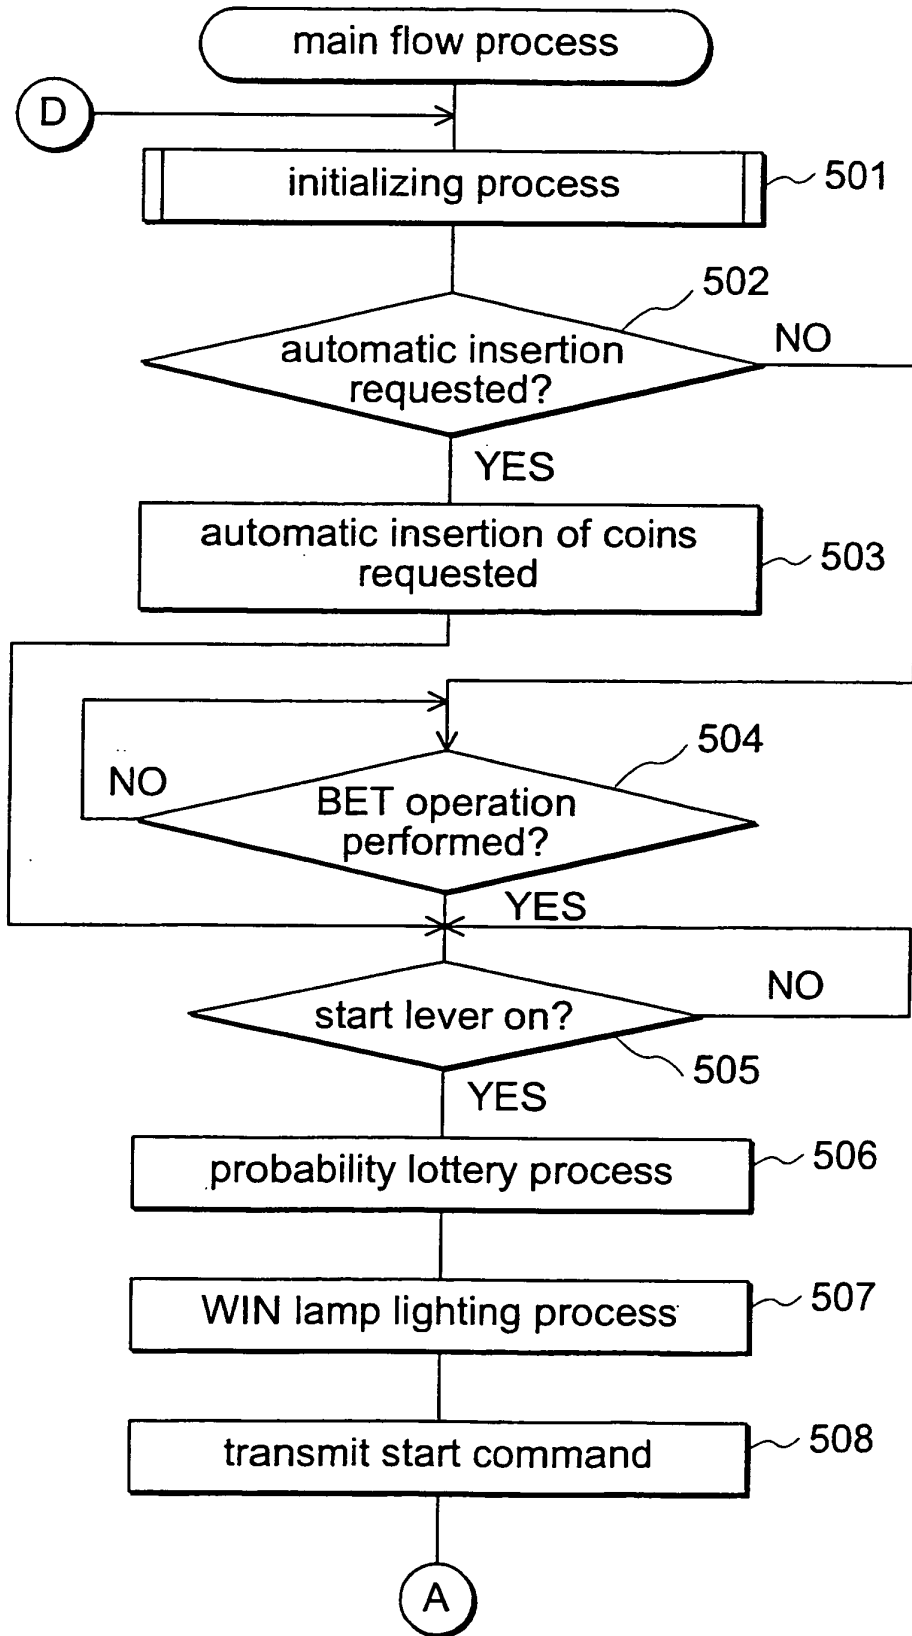 main flow process
D
initializing process
501
502
automatic insertion
requested?
NO
YES
automatic insertion of coins
requested
503
504
NO
BET operation
performed?
YES
NO
start lever on?
505
YES
probability lottery process
506
WIN lamp lighting process
507
transmit start command
508
A